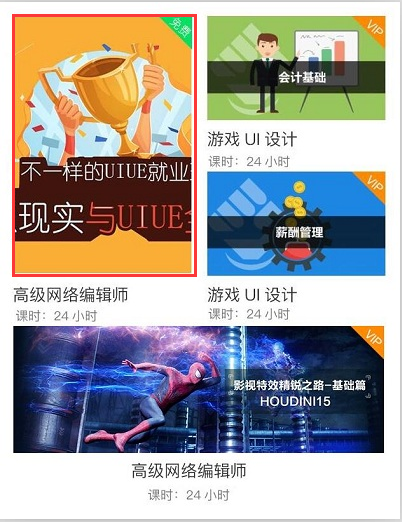 免费
不一样的UIUE就业
现实与UIUE
高级网络编辑师
课时：24 小时
VIP
会计基础
游戏 UI 设计
课时：24 小时
VIP
薪酬管理
游戏 UI 设计
课时：24 小时
VIP
影视特效精锐之路-基础篇
HOUDINI15
高级网络编辑师
课时：24 小时